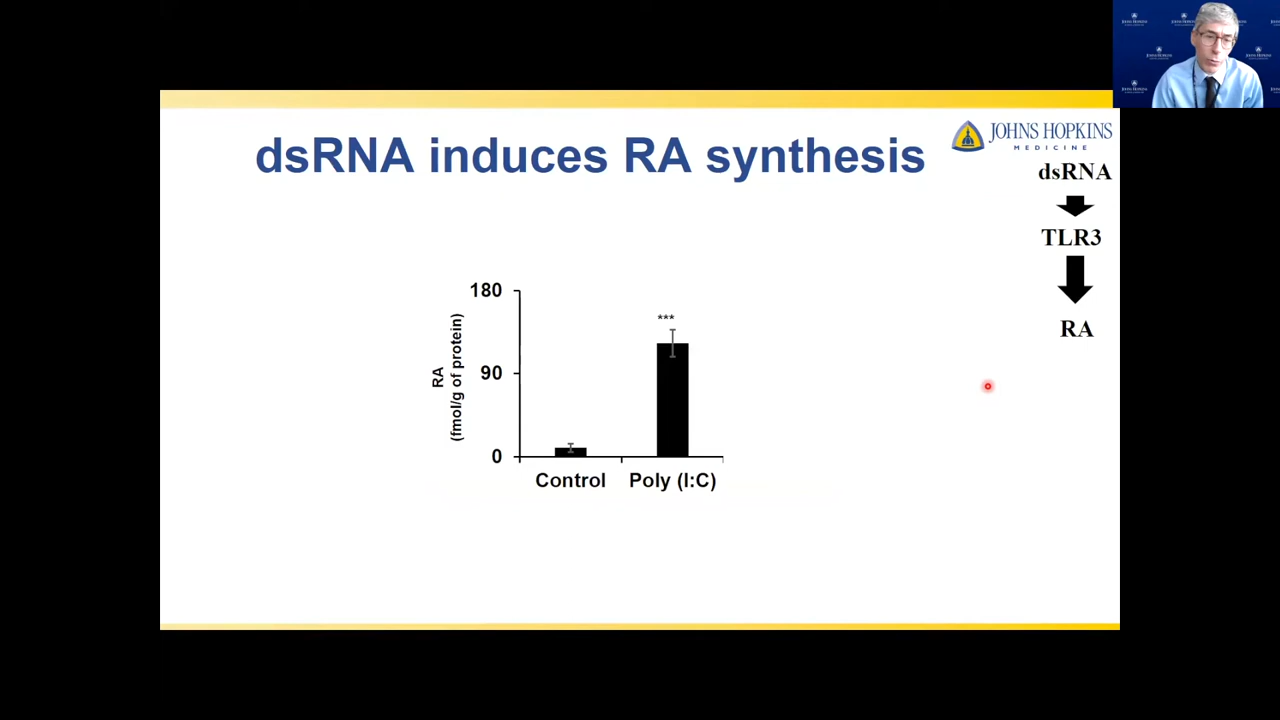 dsRNA induces RA synthesis
JOHNS HOPKINS
MEDICINE
dsRNA
TLR3
RA
180
90
0
RA
(fmol/g of protein)
***
Control
Poly (I:C)